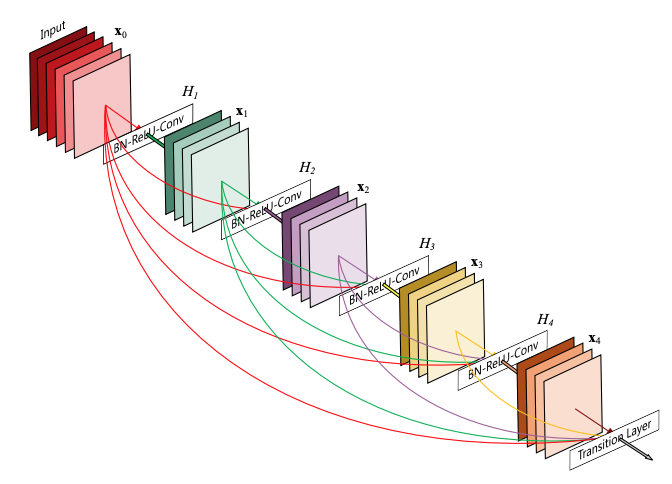 Input
x0
H1
BN-ReLU-Conv
x1
H2
BN-ReLU-Conv
x2
H3
BN-ReLU-Conv
x3
H4
BN-ReLU-Conv
x4
Transition Layer